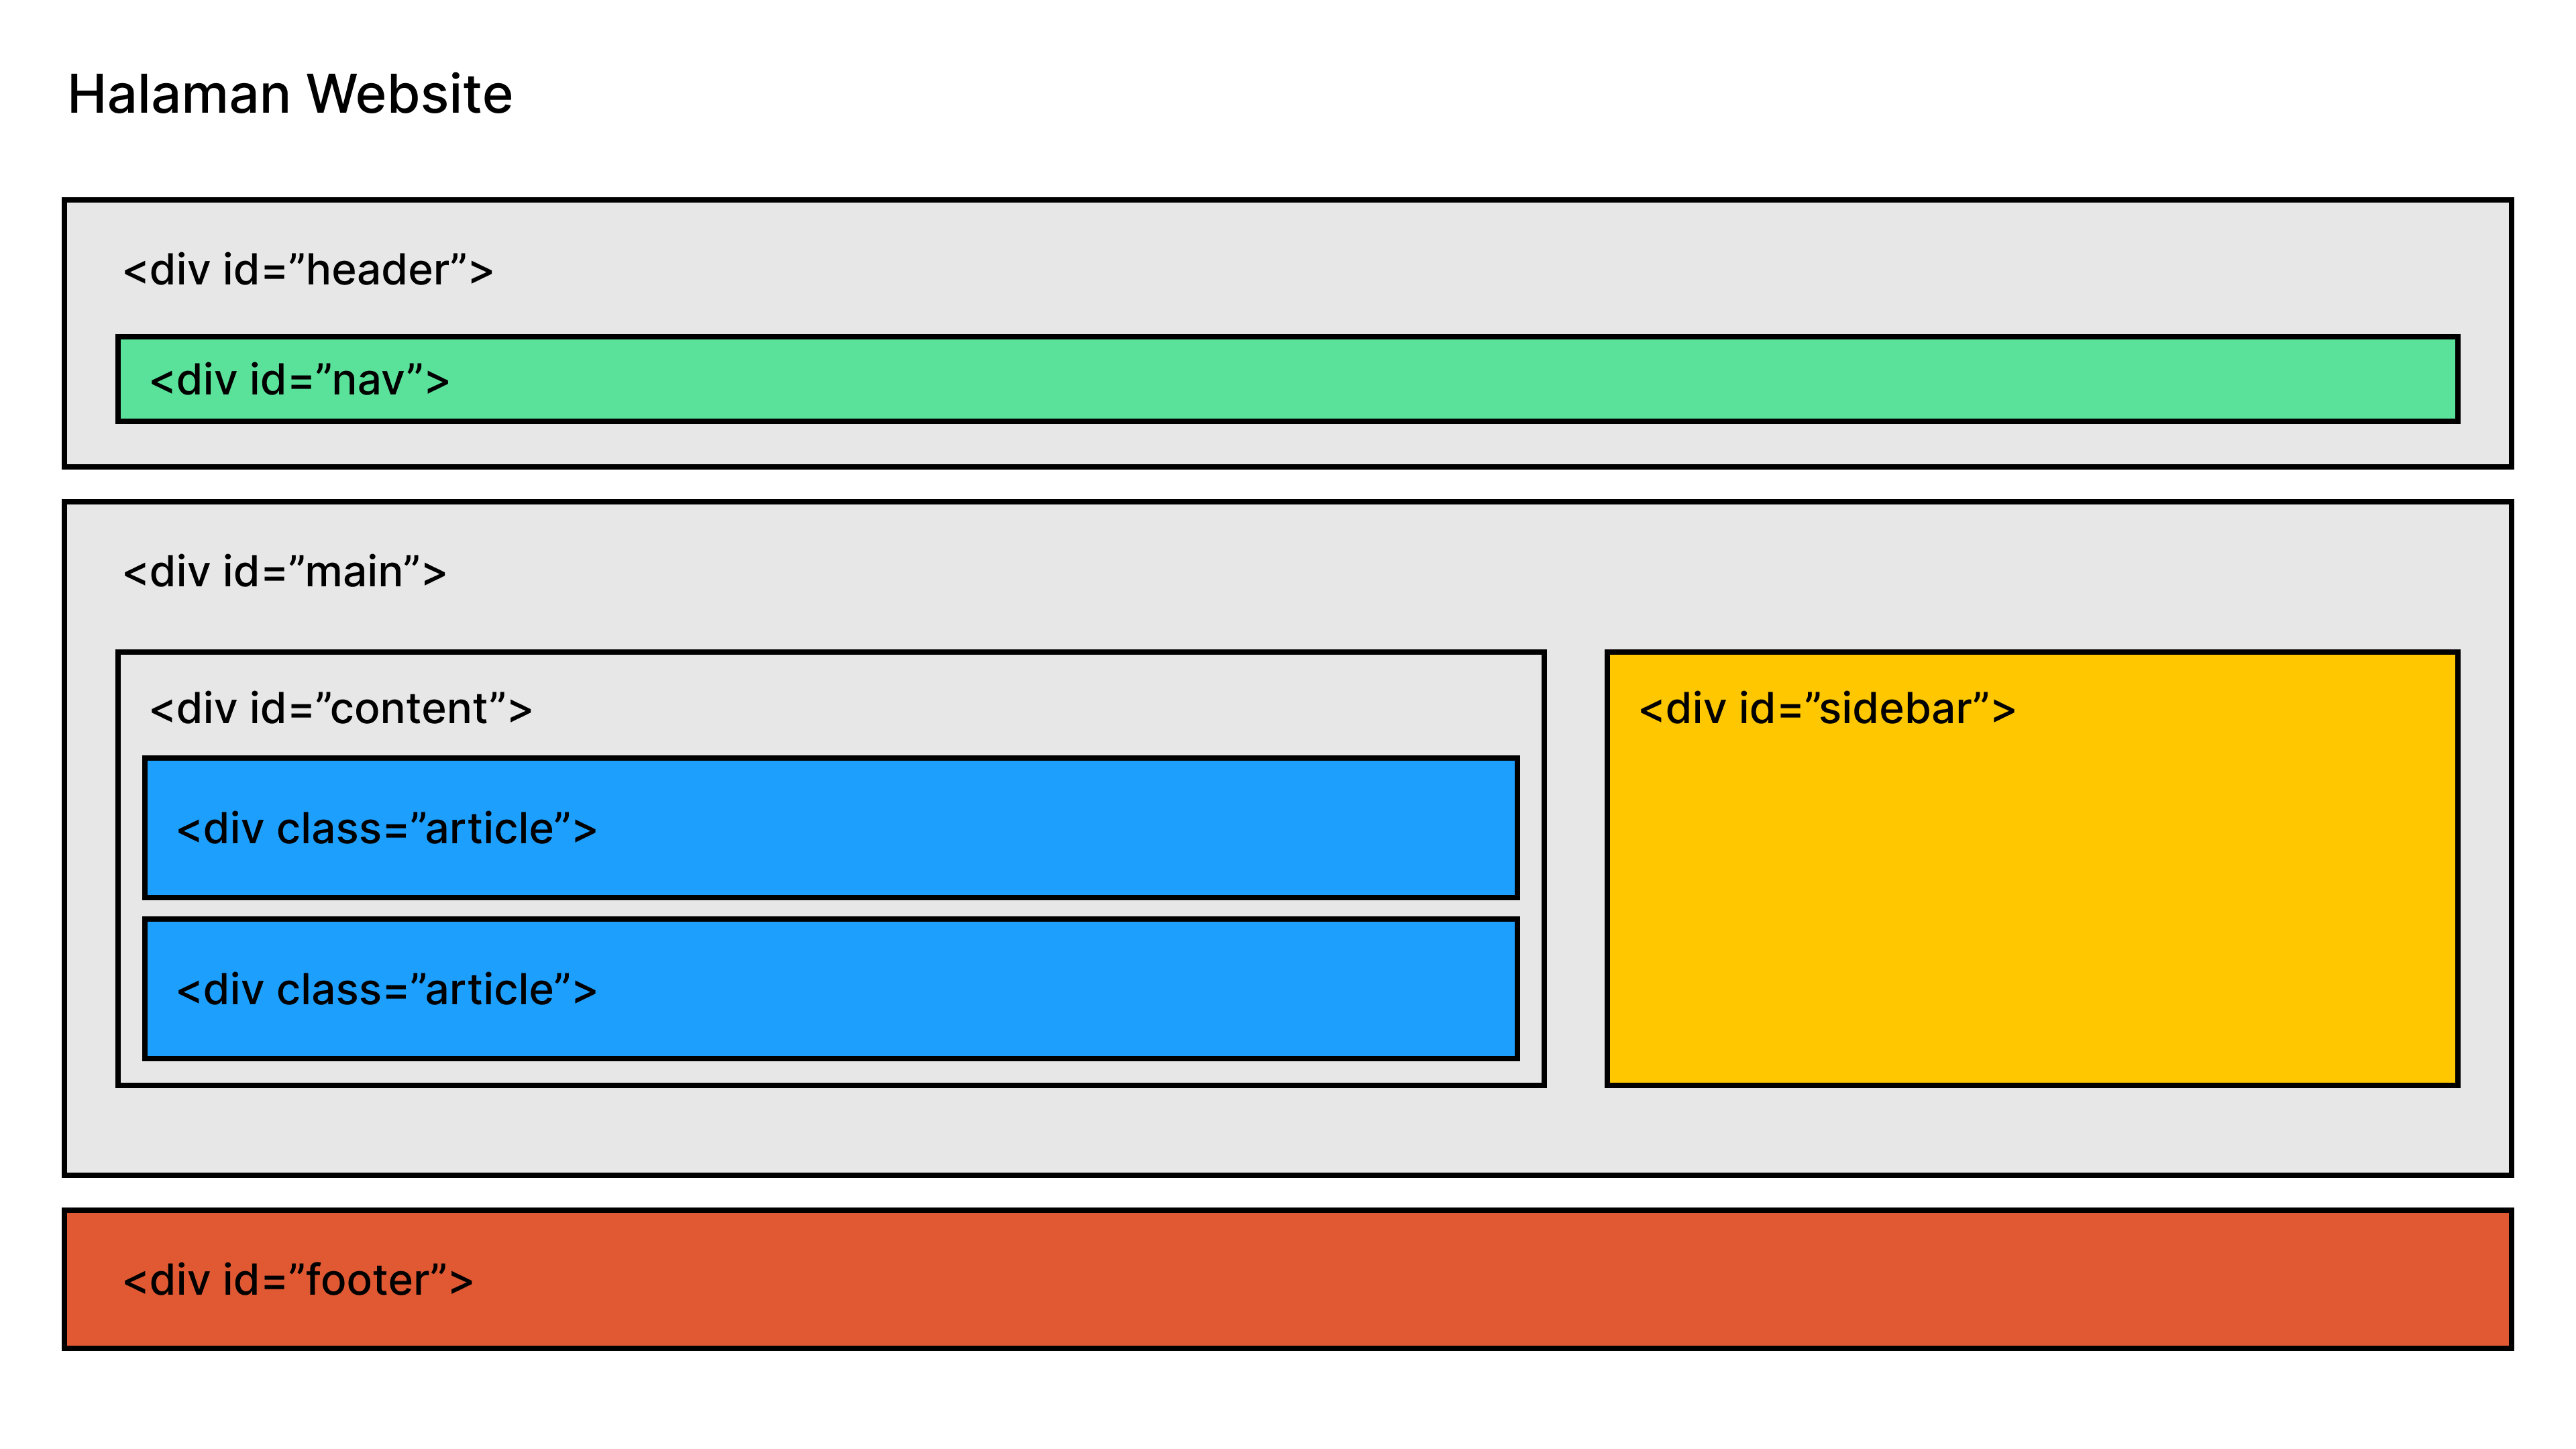 Halaman Website
<div id=”header”>
<div id=”nav”>
<div id=”main”>
<div id=”content”>
<div class=”article”>
<div class=”article”>
<div id=”sidebar”>
<div id=”footer”>